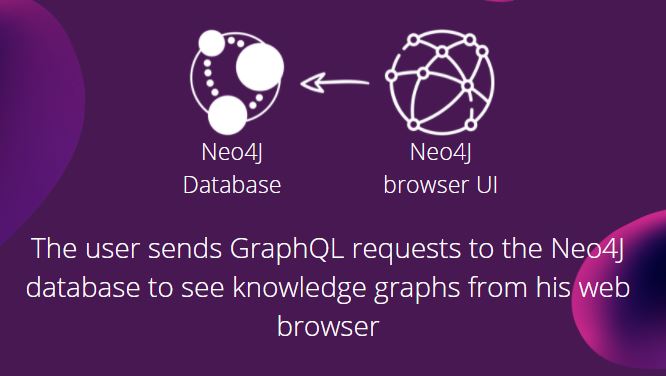 Neo4J Neo4J
Database browser UI
The user sends GraphQL requests to the Neo4J
database to see knowledge graphs from his web
browser